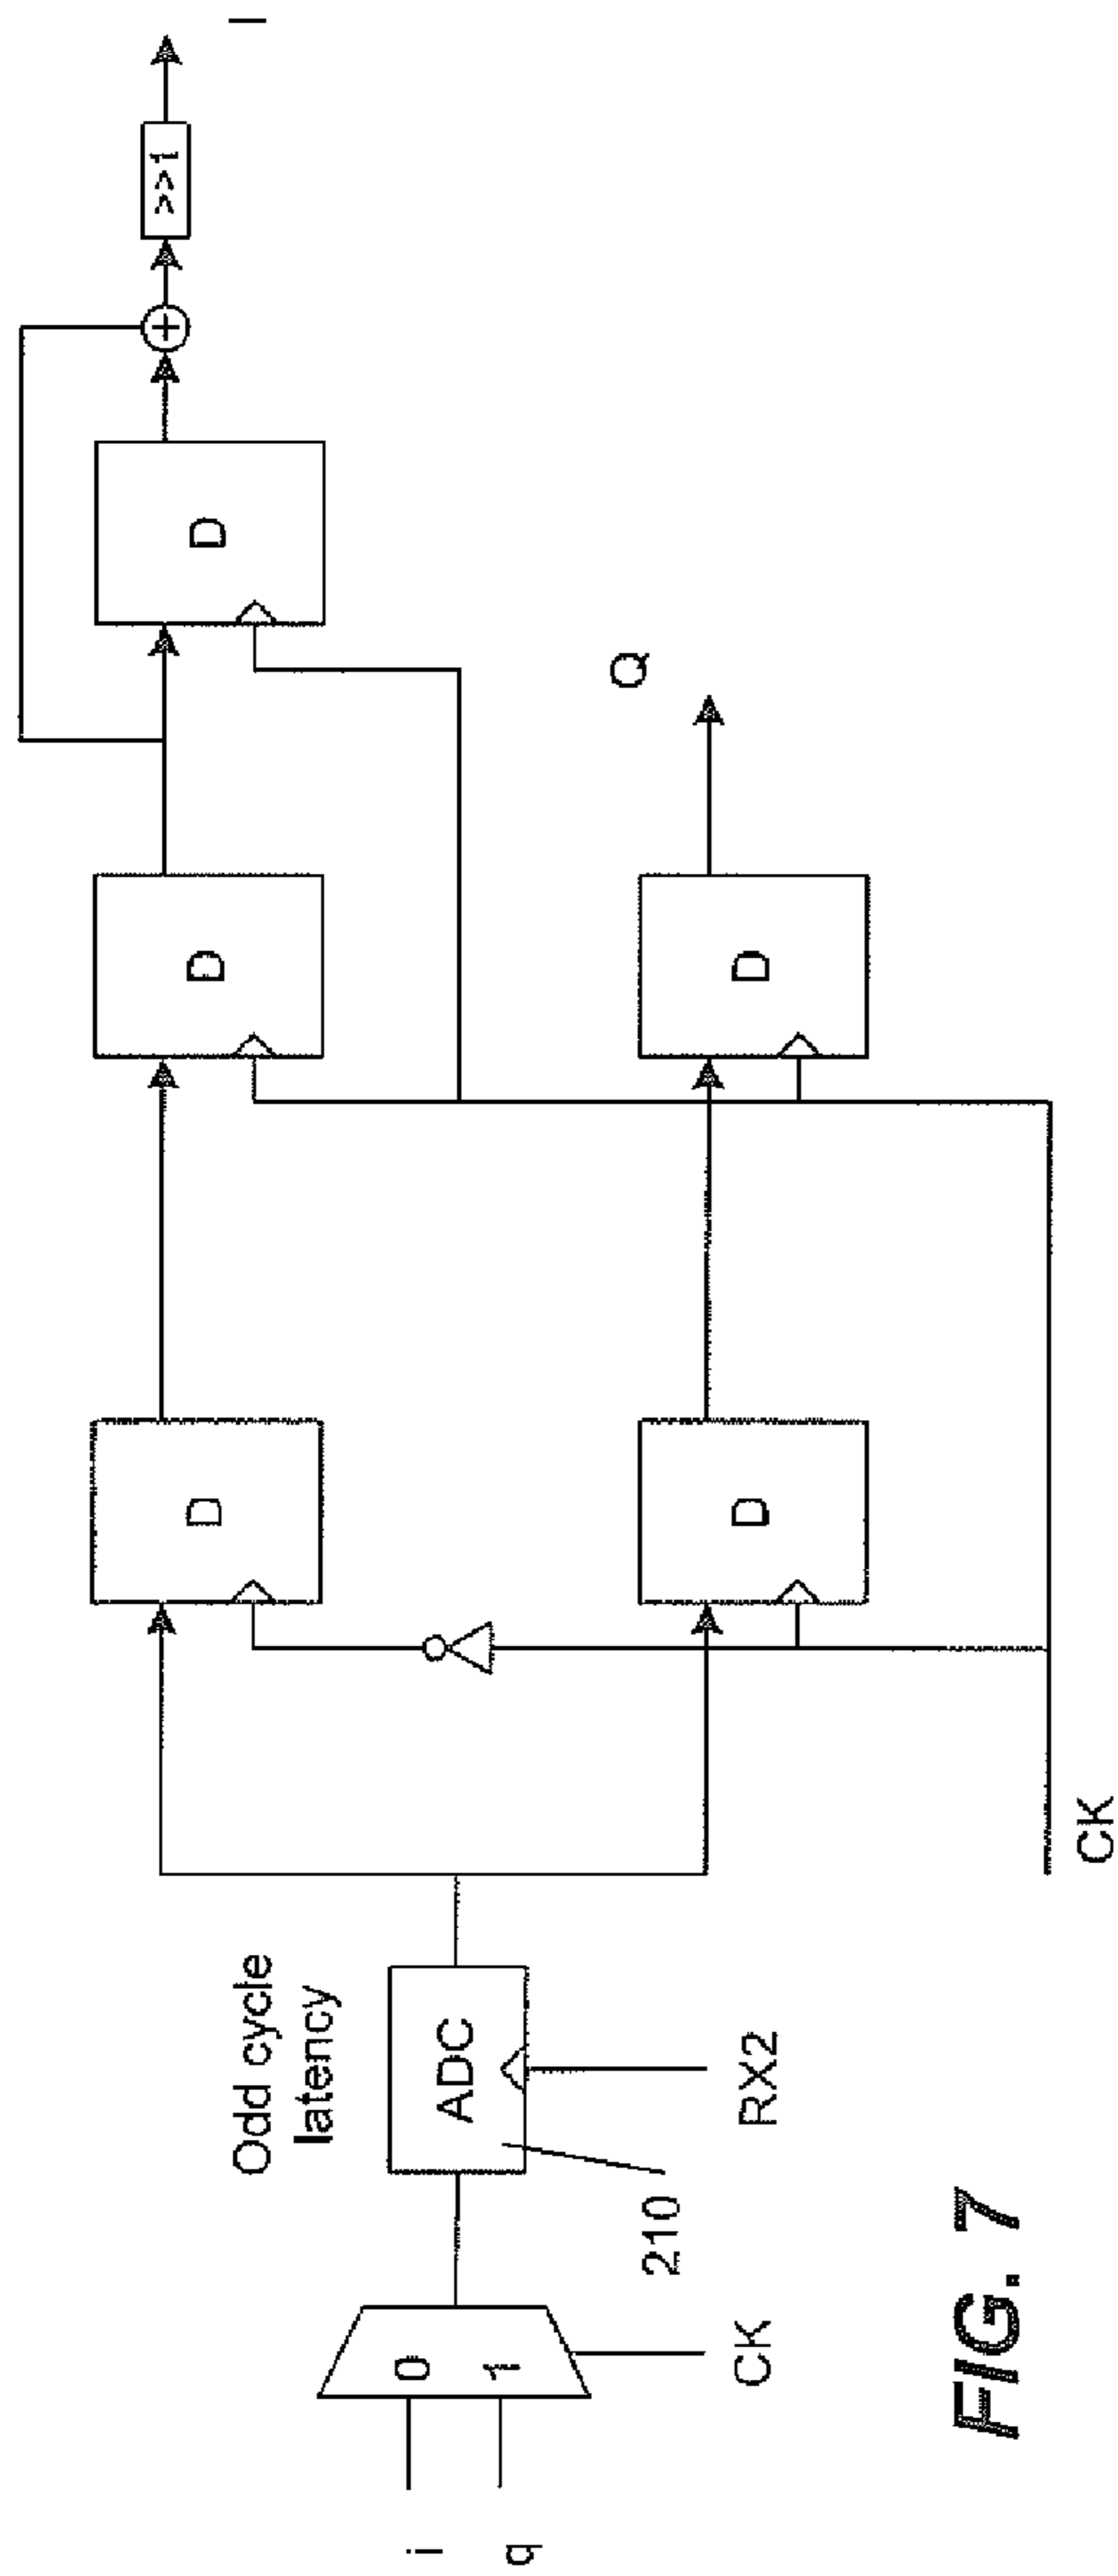 i
q
0
1
CK
Odd cycle
latency
ADC
210
RX2
D
D
D
>>1
I
D
D
Q
CK
FIG. 7